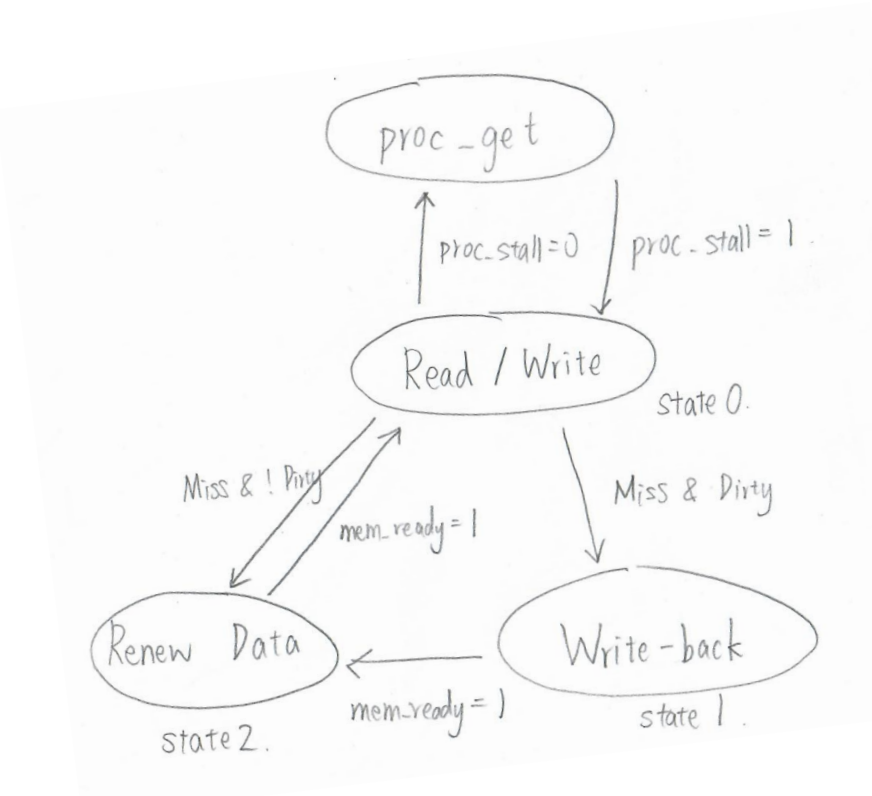 proc_get
proc_stall=0
proc_stall=1.
Read / Write
state 0.
Miss & ! Dirty
Miss & Dirty
mem_ready=1
Renew Data
Write-back
mem_ready=1
state 1.
state 2.